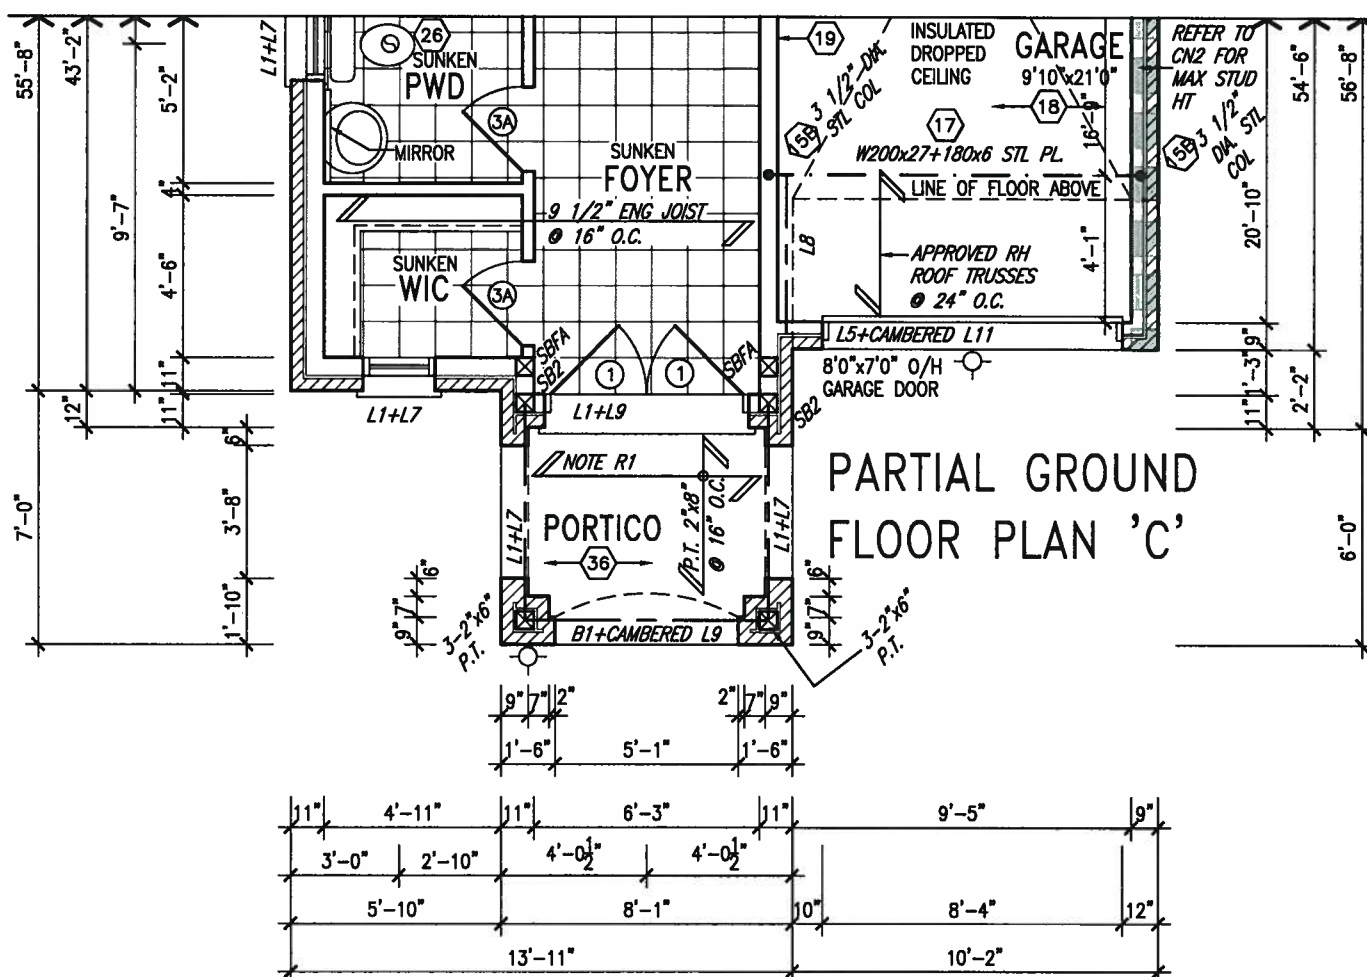 55'-8"
43'-2"
5'-2"
9'-7"
4"
4'-6"
11"
12"
11"
6"
3'-8"
7'-0"
1'-10"
L1+L7
26
SUNKEN
PWD
3A
MIRROR
SUNKEN
FOYER
9 1/2" ENG JOIST
@ 16" O.C.
SUNKEN
WIC
3A
SBFA
SB2
1
1
SBFA
SB2
L1+L7
L1+L9
19
INSULATED
DROPPED
CEILING
GARAGE
9'10"x21'0"
18
17
16'-9"
15B
3 1/2" DIA.
STL COL
W200x27+180x6 STL PL.
LINE OF FLOOR ABOVE
L8
APPROVED RH
ROOF TRUSSES
@ 24" O.C.
4'-1"
L5+CAMBERED L11
8'0"x7'0" O/H
GARAGE DOOR
REFER TO
CN2 FOR
MAX STUD
HT
15B
3 1/2"
DIA. STL
COL
54'-6"
56'-8"
20'-10"
9"
1'-3"
11"
2'-2"
6'-0"
NOTE R1
PORTICO
36
P.T. 2"x8"
@ 16" O.C.
L1+L7
L1+L7
B1+CAMBERED L9
PARTIAL GROUND
FLOOR PLAN 'C'
6"
7"
9"
3-2"x6"
P.T.
6"
7"
9"
3-2"x6"
P.T.
9" 7" 2" 2" 7" 9"
1'-6" 5'-1" 1'-6"
11" 4'-11" 11" 6'-3" 11" 9'-5" 9"
3'-0" 2'-10" 4'-0 1/2" 4'-0 1/2"
5'-10" 8'-1" 10" 8'-4" 12"
13'-11" 10'-2"